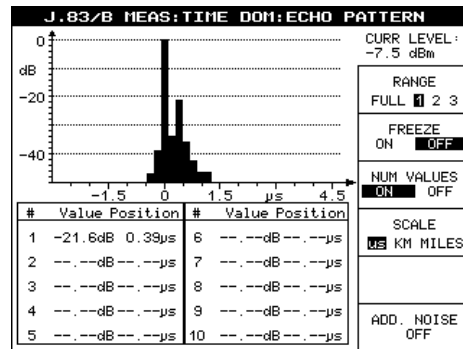 J.83/B MEAS:TIME DOM:ECHO PATTERN
CURR LEVEL:
-7.5 dBm
0
dB
-20
-40
-1.5 0 1.5 µs 4.5
RANGE
FULL 1 2 3
FREEZE
ON OFF
NUM VALUES
ON OFF
SCALE
µs KM MILES
ADD. NOISE
OFF
# Value Position # Value Position
1 -21.6dB 0.39µs 6 --.--dB --.--µs
2 --.--dB --.--µs 7 --.--dB --.--µs
3 --.--dB --.--µs 8 --.--dB --.--µs
4 --.--dB --.--µs 9 --.--dB --.--µs
5 --.--dB --.--µs 10 --.--dB --.--µs